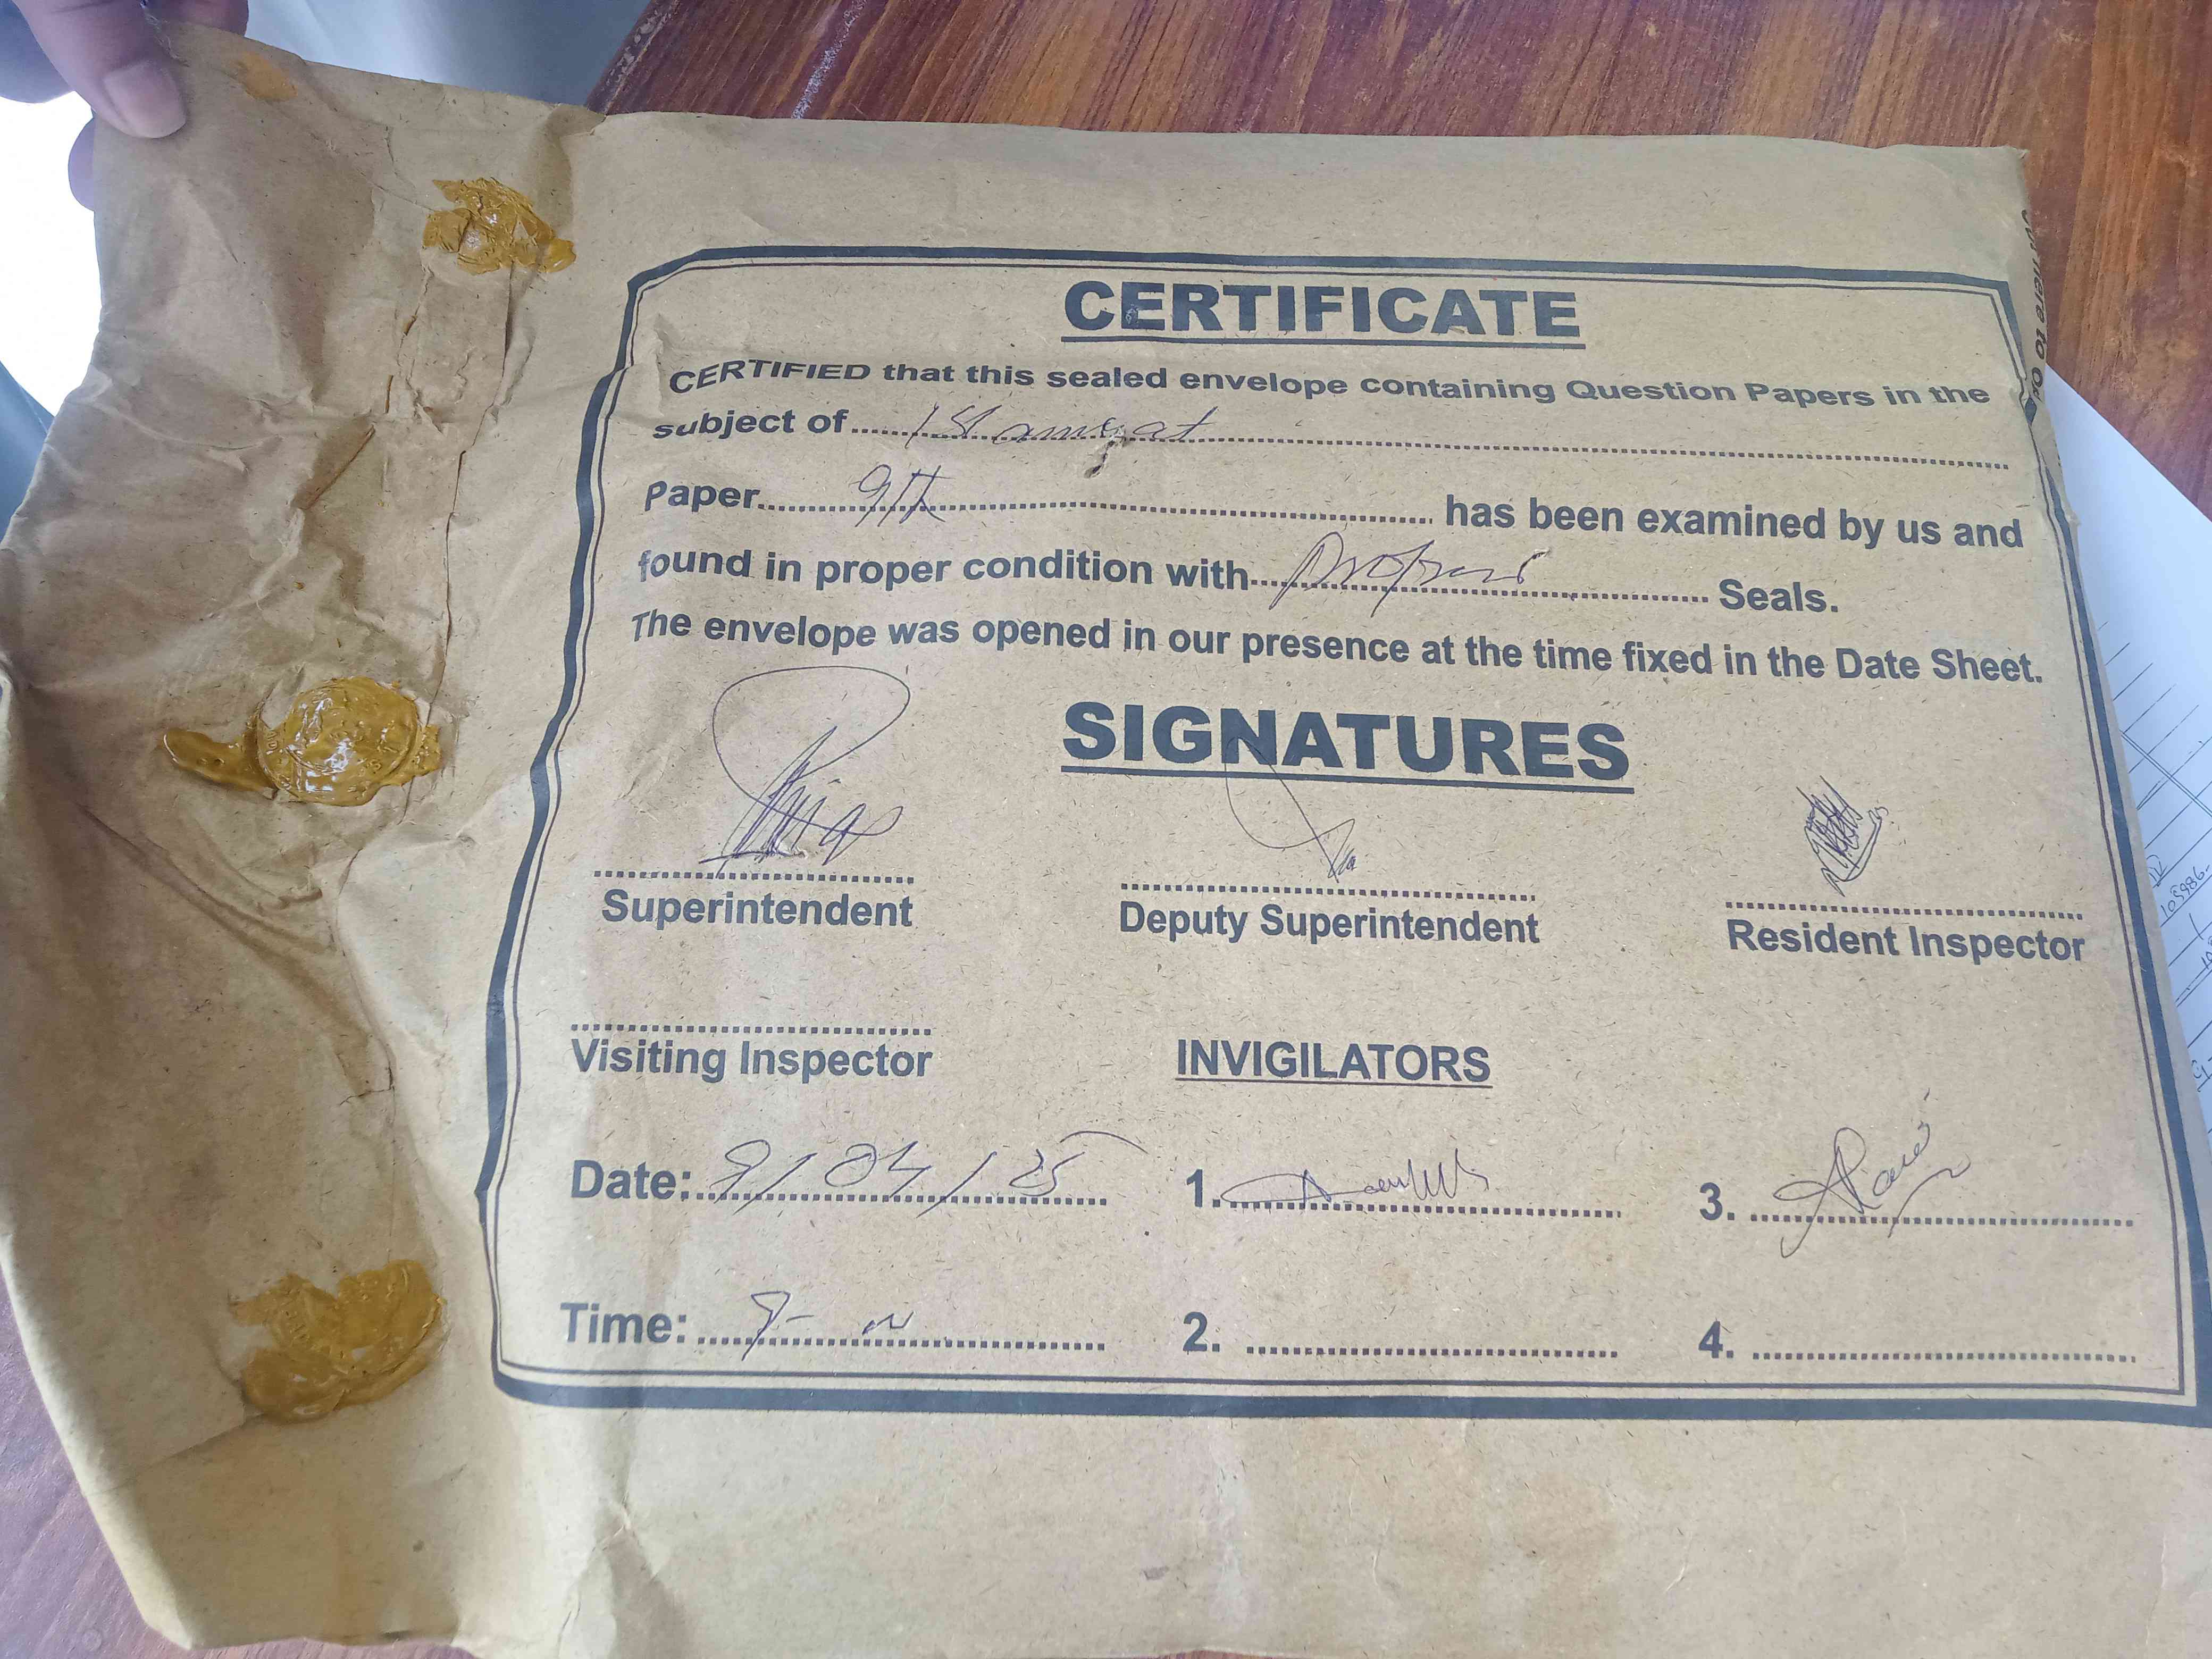 CERTIFICATE
CERTIFIED that this sealed envelope containing Question Papers in the
subject of Islamiyat
Paper 9th has been examined by us and
found in proper condition with Seals.
The envelope was opened in our presence at the time fixed in the Date Sheet.
SIGNATURES
Superintendent Deputy Superintendent Resident Inspector
Visiting Inspector INVIGILATORS
Date: 9/04/25 1. 3.
Time: 2. 4.